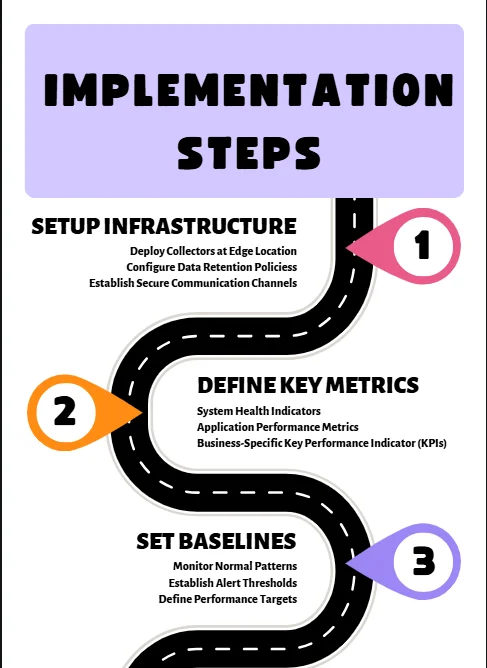 IMPLEMENTATION
STEPS
SETUP INFRASTRUCTURE
Deploy Collectors at Edge Location
Configure Data Retention Policiess
Establish Secure Communication Channels
1
DEFINE KEY METRICS
System Health Indicators
Application Performance Metrics
Business-Specific Key Performance Indicator (KPIs)
2
SET BASELINES
Monitor Normal Patterns
Establish Alert Thresholds
Define Performance Targets
3